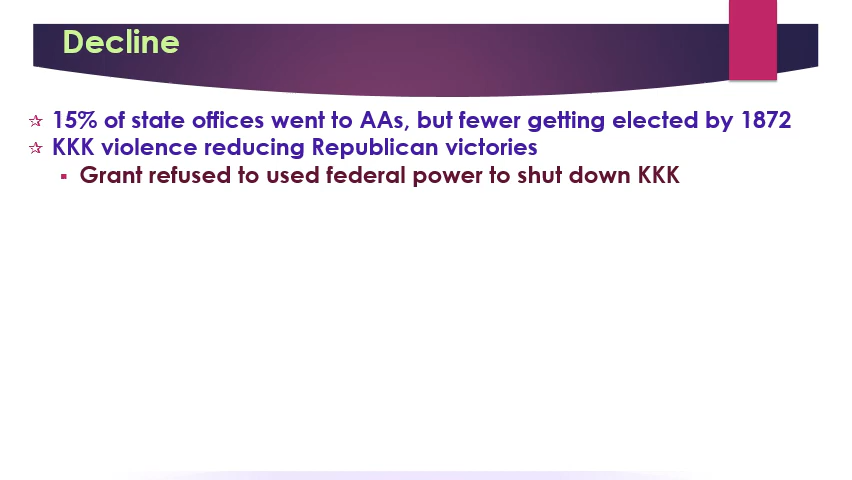 Decline
15% of state offices went to AAs, but fewer getting elected by 1872
KKK violence reducing Republican victories
Grant refused to used federal power to shut down KKK